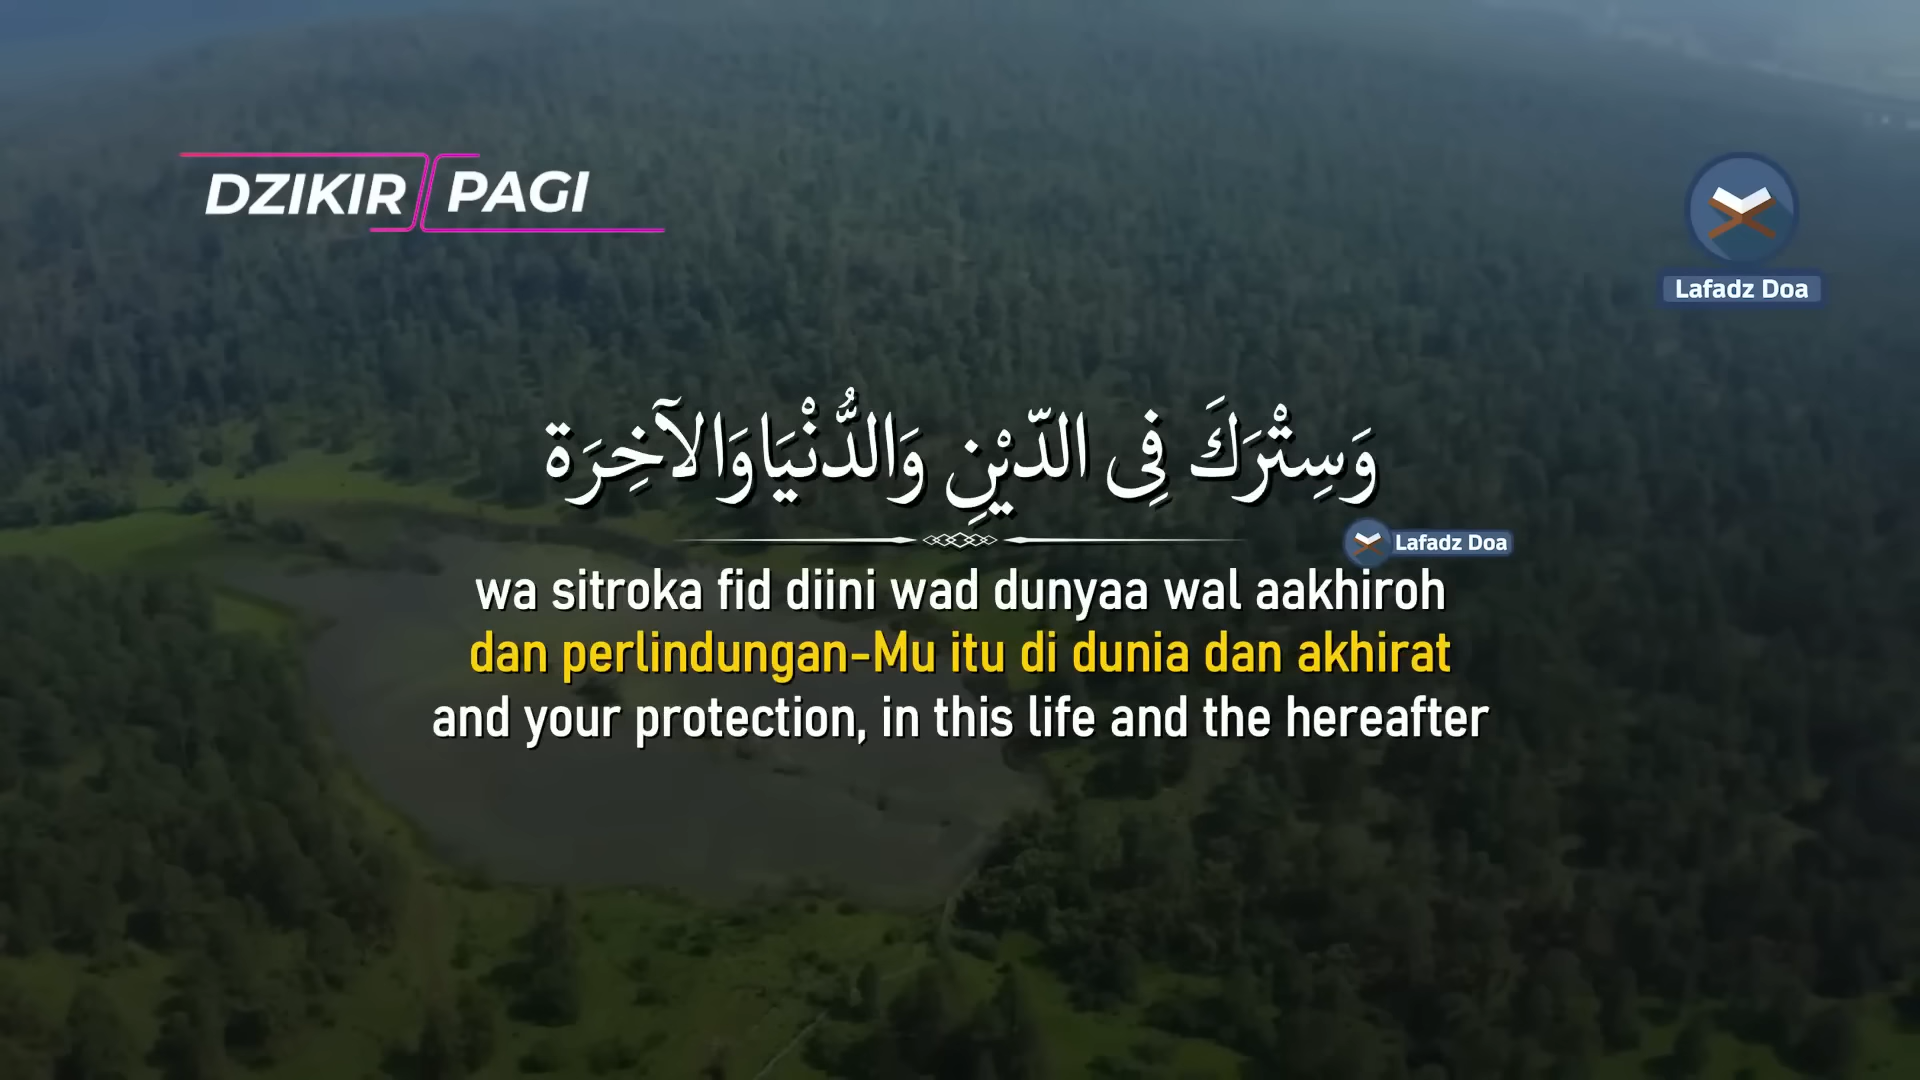 DZIKIR PAGI
Lafadz Doa
وَسِتْرَكَ فِى الدّيْنِ وَالدُّنْيَاوَالآخِرَة
Lafadz Doa
wa sitroka fid diini wad dunyaa wal aakhiroh
dan perlindungan-Mu itu di dunia dan akhirat
and your protection, in this life and the hereafter